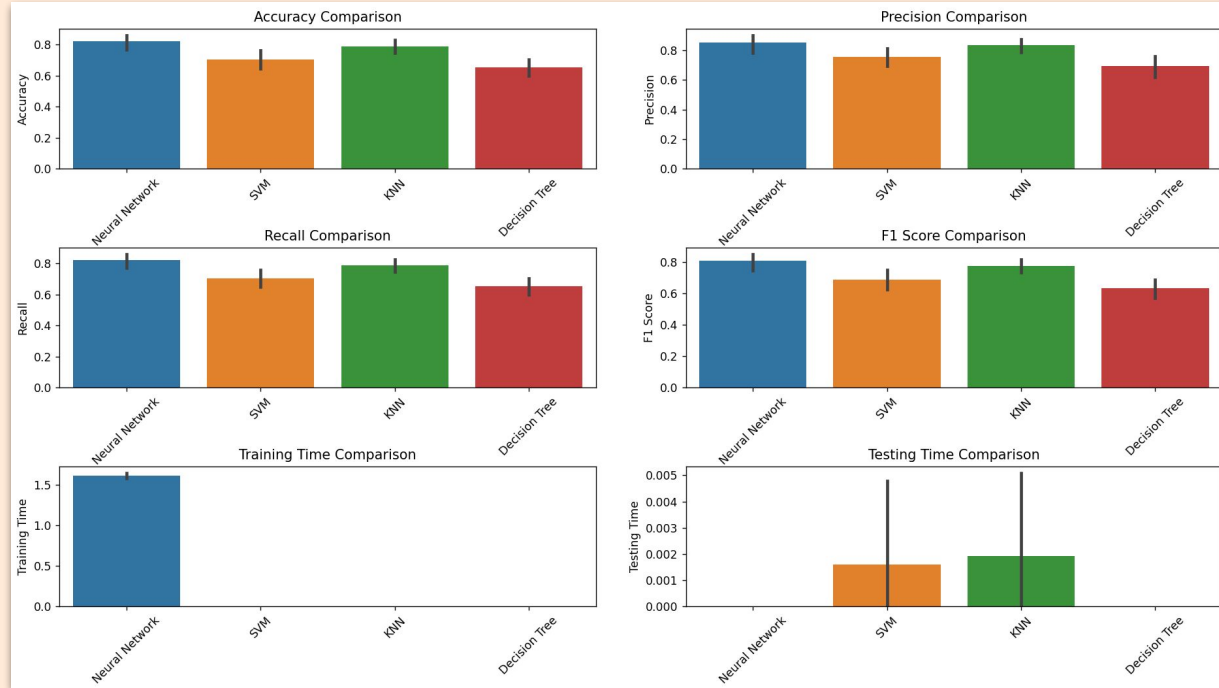 Accuracy Comparison
Accuracy
0.8
0.6
0.4
0.2
0.0
Neural Network
SVM
KNN
Decision Tree
Precision Comparison
Precision
0.8
0.6
0.4
0.2
0.0
Neural Network
SVM
KNN
Decision Tree
Recall Comparison
Recall
0.8
0.6
0.4
0.2
0.0
Neural Network
SVM
KNN
Decision Tree
F1 Score Comparison
F1 Score
0.8
0.6
0.4
0.2
0.0
Neural Network
SVM
KNN
Decision Tree
Training Time Comparison
Training Time
1.5
1.0
0.5
0.0
Neural Network
SVM
KNN
Decision Tree
Testing Time Comparison
Testing Time
0.005
0.004
0.003
0.002
0.001
0.000
Neural Network
SVM
KNN
Decision Tree